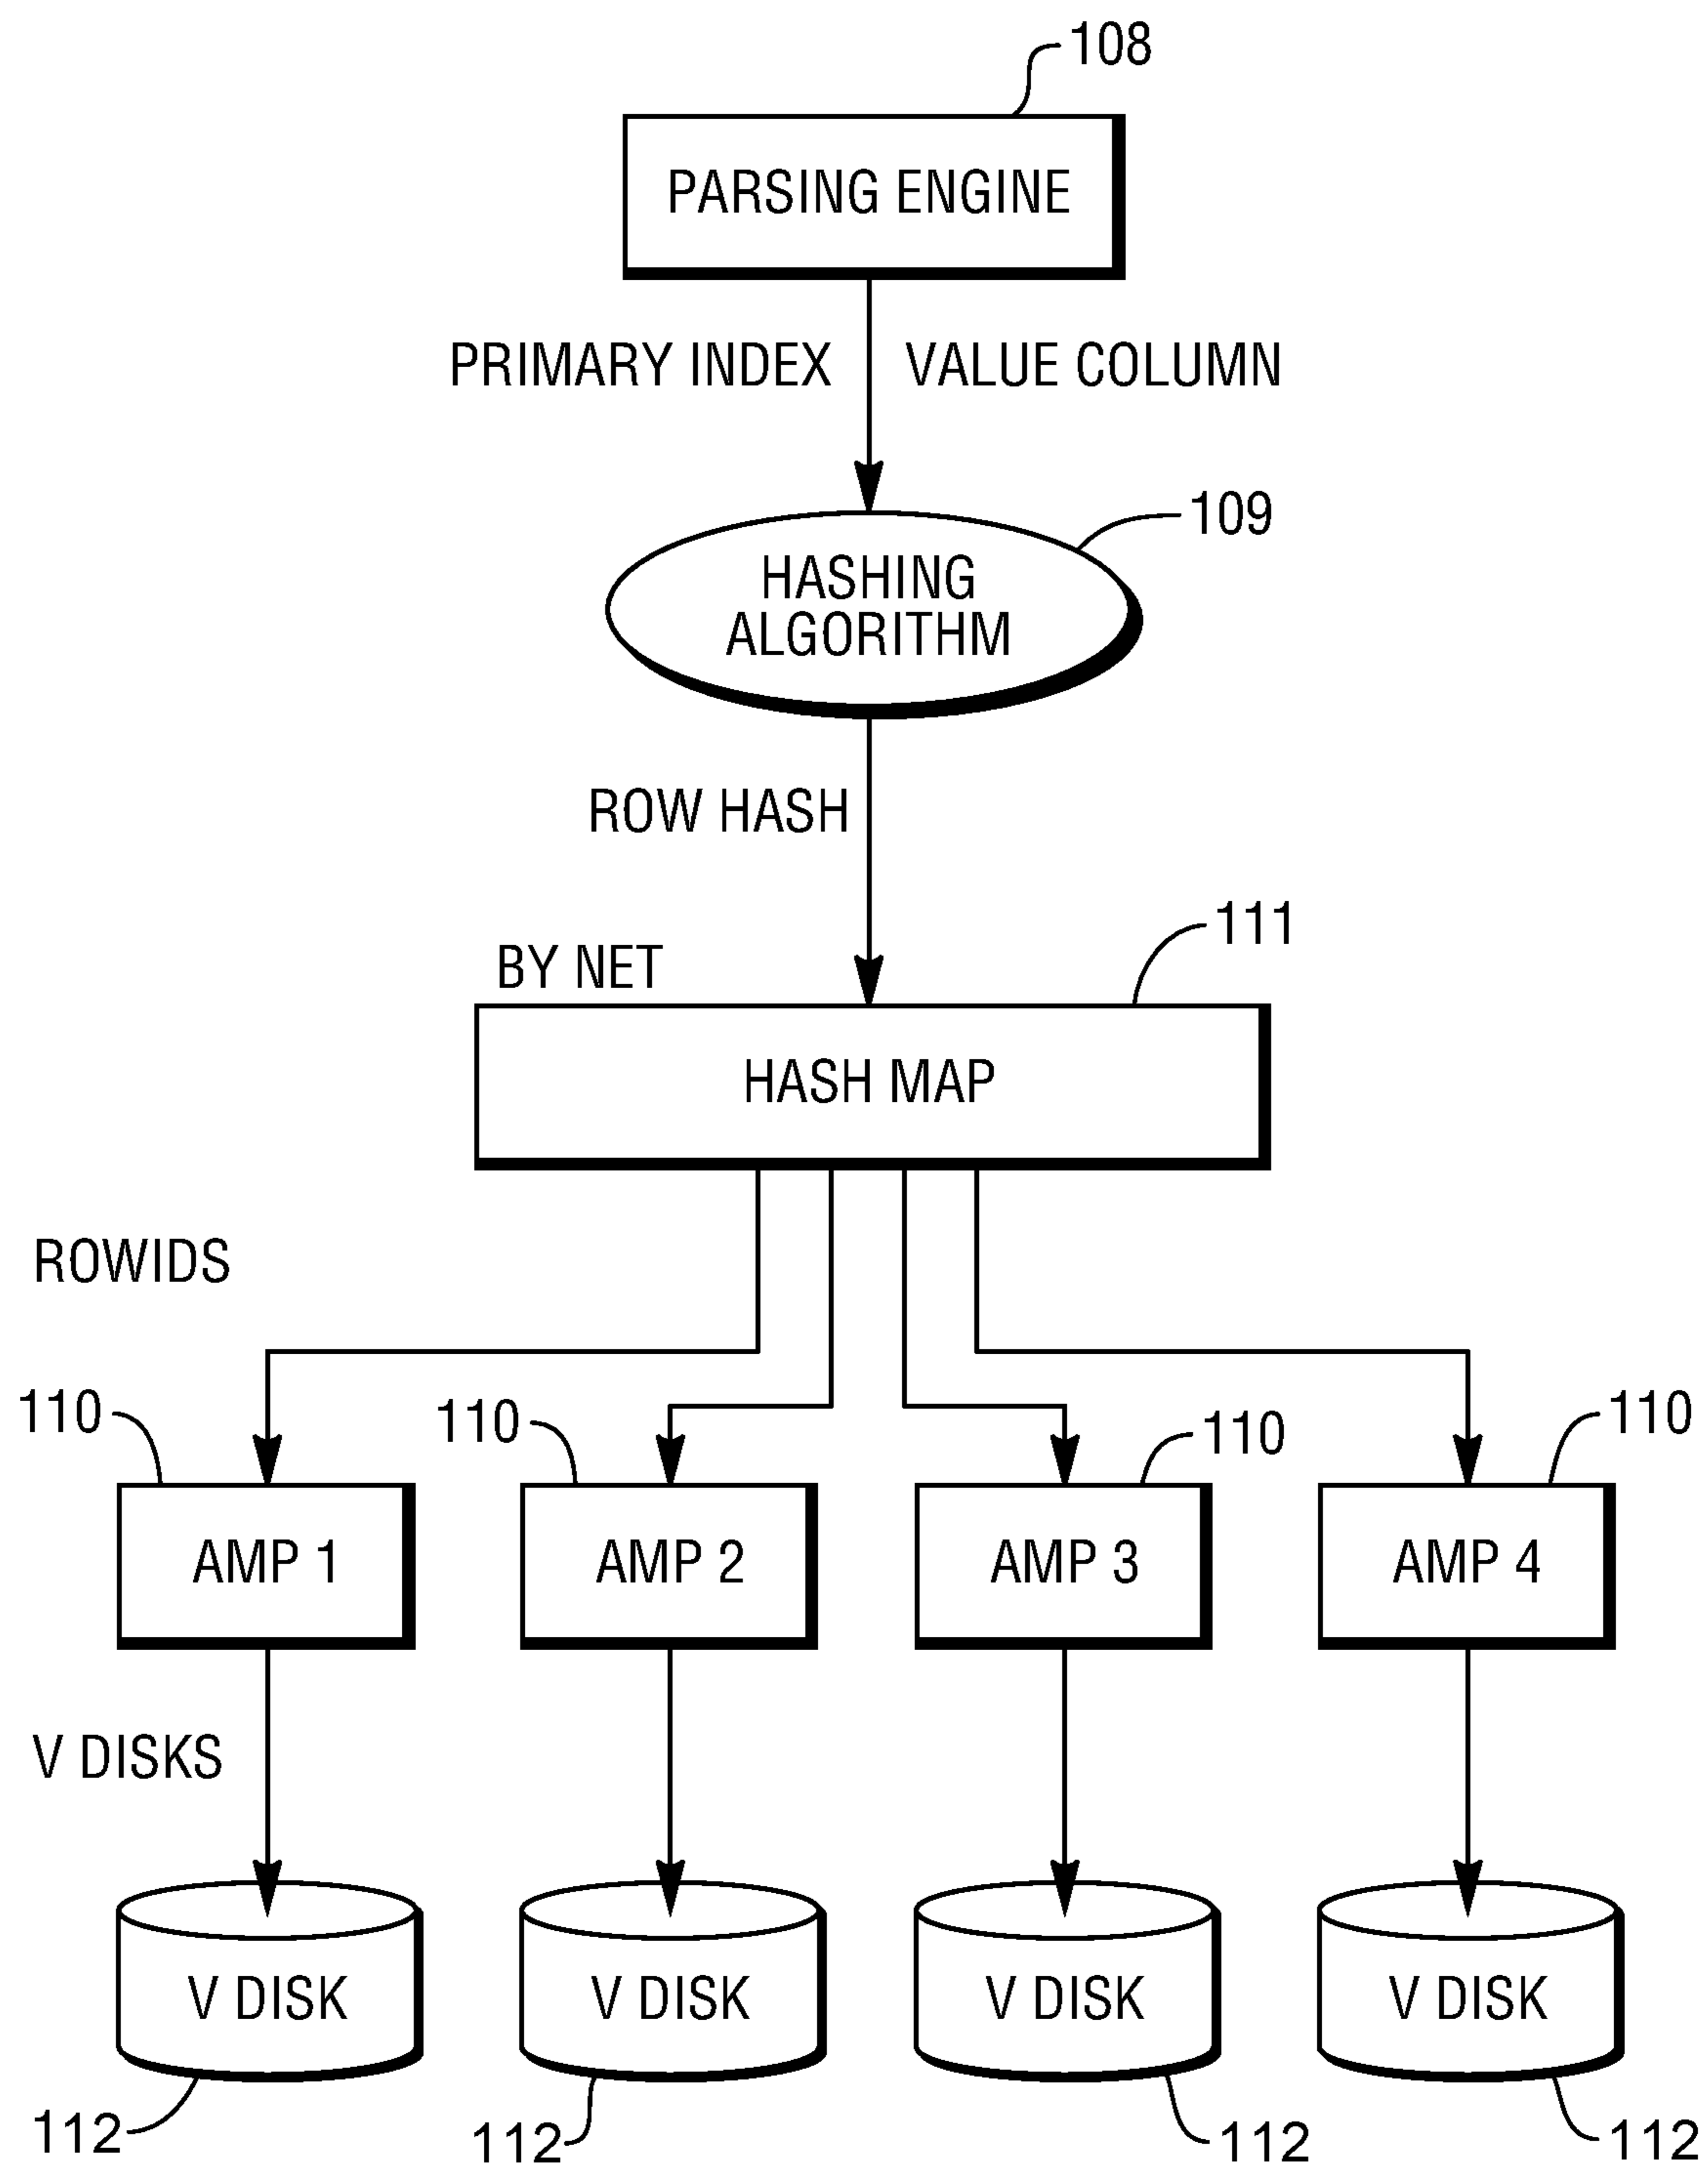 108
PARSING ENGINE
PRIMARY INDEX VALUE COLUMN
109
HASHING
ALGORITHM
ROW HASH
111
BY NET
HASH MAP
ROWIDS
110 110 110 110
AMP 1 AMP 2 AMP 3 AMP 4
V DISKS
V DISK V DISK V DISK V DISK
112 112 112 112